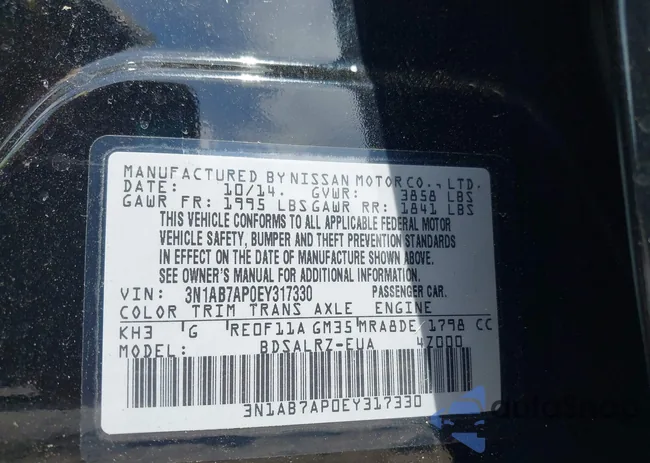 MANUFACTURED BY NISSAN MOTOR CO., LTD.
DATE: 10/14. GVWR: 3858 LBS
GAWR FR: 1995 LBS GAWR RR: 1841 LBS
THIS VEHICLE CONFORMS TO ALL APPLICABLE FEDERAL MOTOR
VEHICLE SAFETY, BUMPER AND THEFT PREVENTION STANDARDS
IN EFFECT ON THE DATE OF MANUFACTURE SHOWN ABOVE.
SEE OWNER'S MANUAL FOR ADDITIONAL INFORMATION.
VIN: 3N1AB7AP0EY317330 PASSENGER CAR.
COLOR TRIM TRANS AXLE ENGINE
KH3 G RE0F11A GM35 MRA8DE/1798 CC
MODEL: BDSALRZ-EUA 4Z000
3N1AB7AP0EY317330